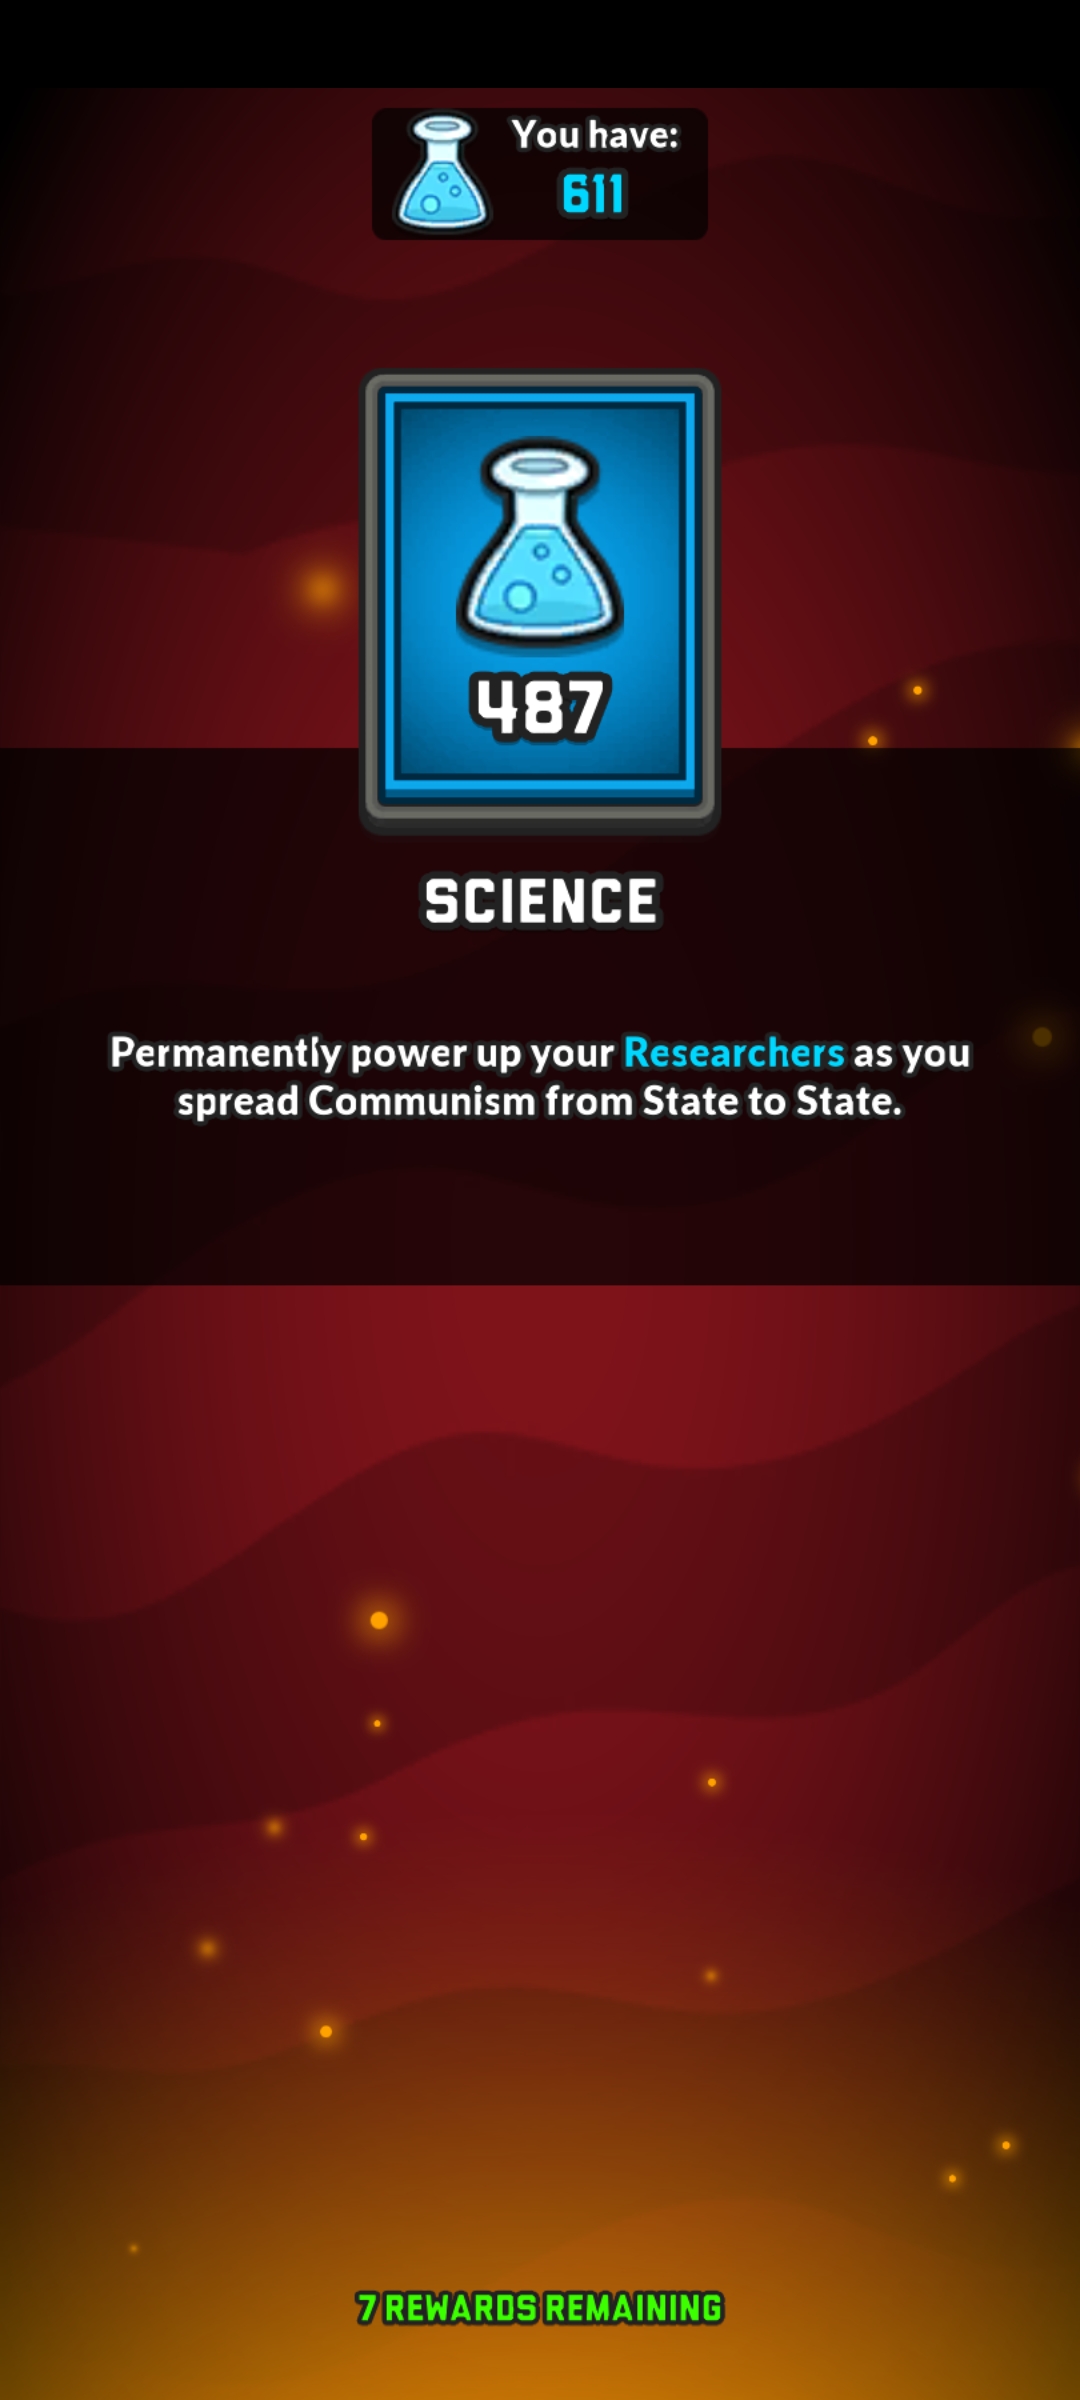 You have:
611
487
SCIENCE
Permanently power up your Researchers as you
spread Communism from State to State.
7 REWARDS REMAINING